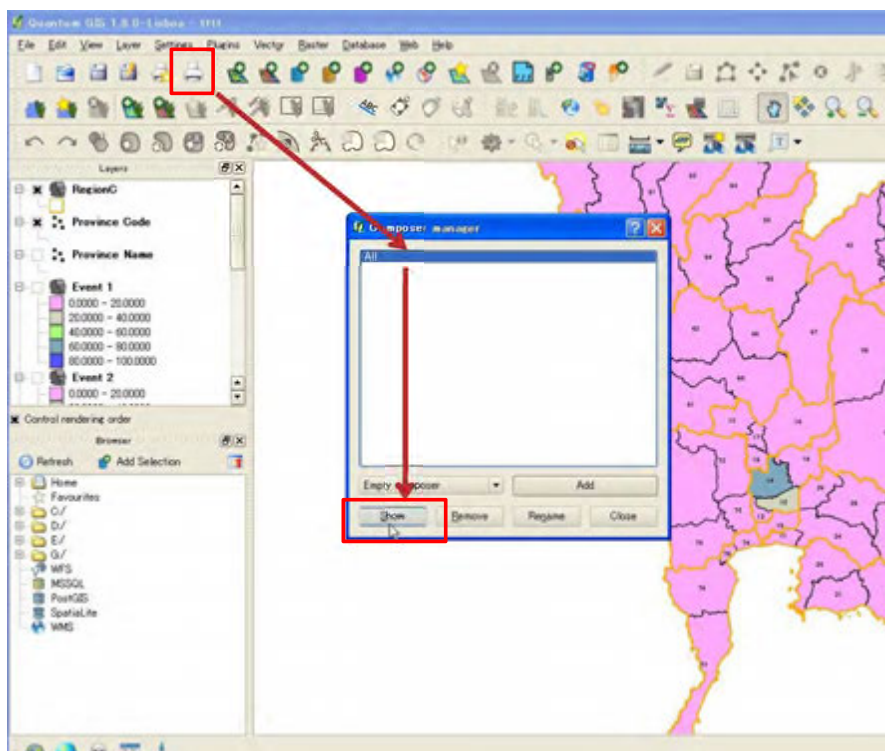 Quantum GIS 1.8.0-Lisboa - tttt
File Edit View Layer Settings Plugins Vector Raster Database Web Help
Layers
RegionC
Province Code
Province Name
Event 1
0.0000 - 20.0000
20.0000 - 40.0000
40.0000 - 60.0000
60.0000 - 80.0000
80.0000 - 100.0000
Event 2
0.0000 - 20.0000
Control rendering order
Browser
Refresh Add Selection
Home
Favourites
C:/
D:/
E:/
G:/
WFS
MSSQL
PostGIS
SpatiaLite
WMS
Composer manager
All
Empty composer
Add
Show Remove Rename Close